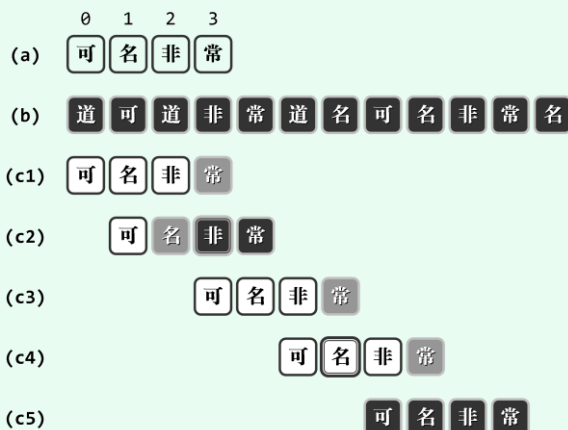 0 1 2 3
(a) 可名非常
(b) 道可道非常道名可名非常名
(c1) 可名非常
(c2) 可名非常
(c3) 可名非常
(c4) 可名非常
(c5) 可名非常